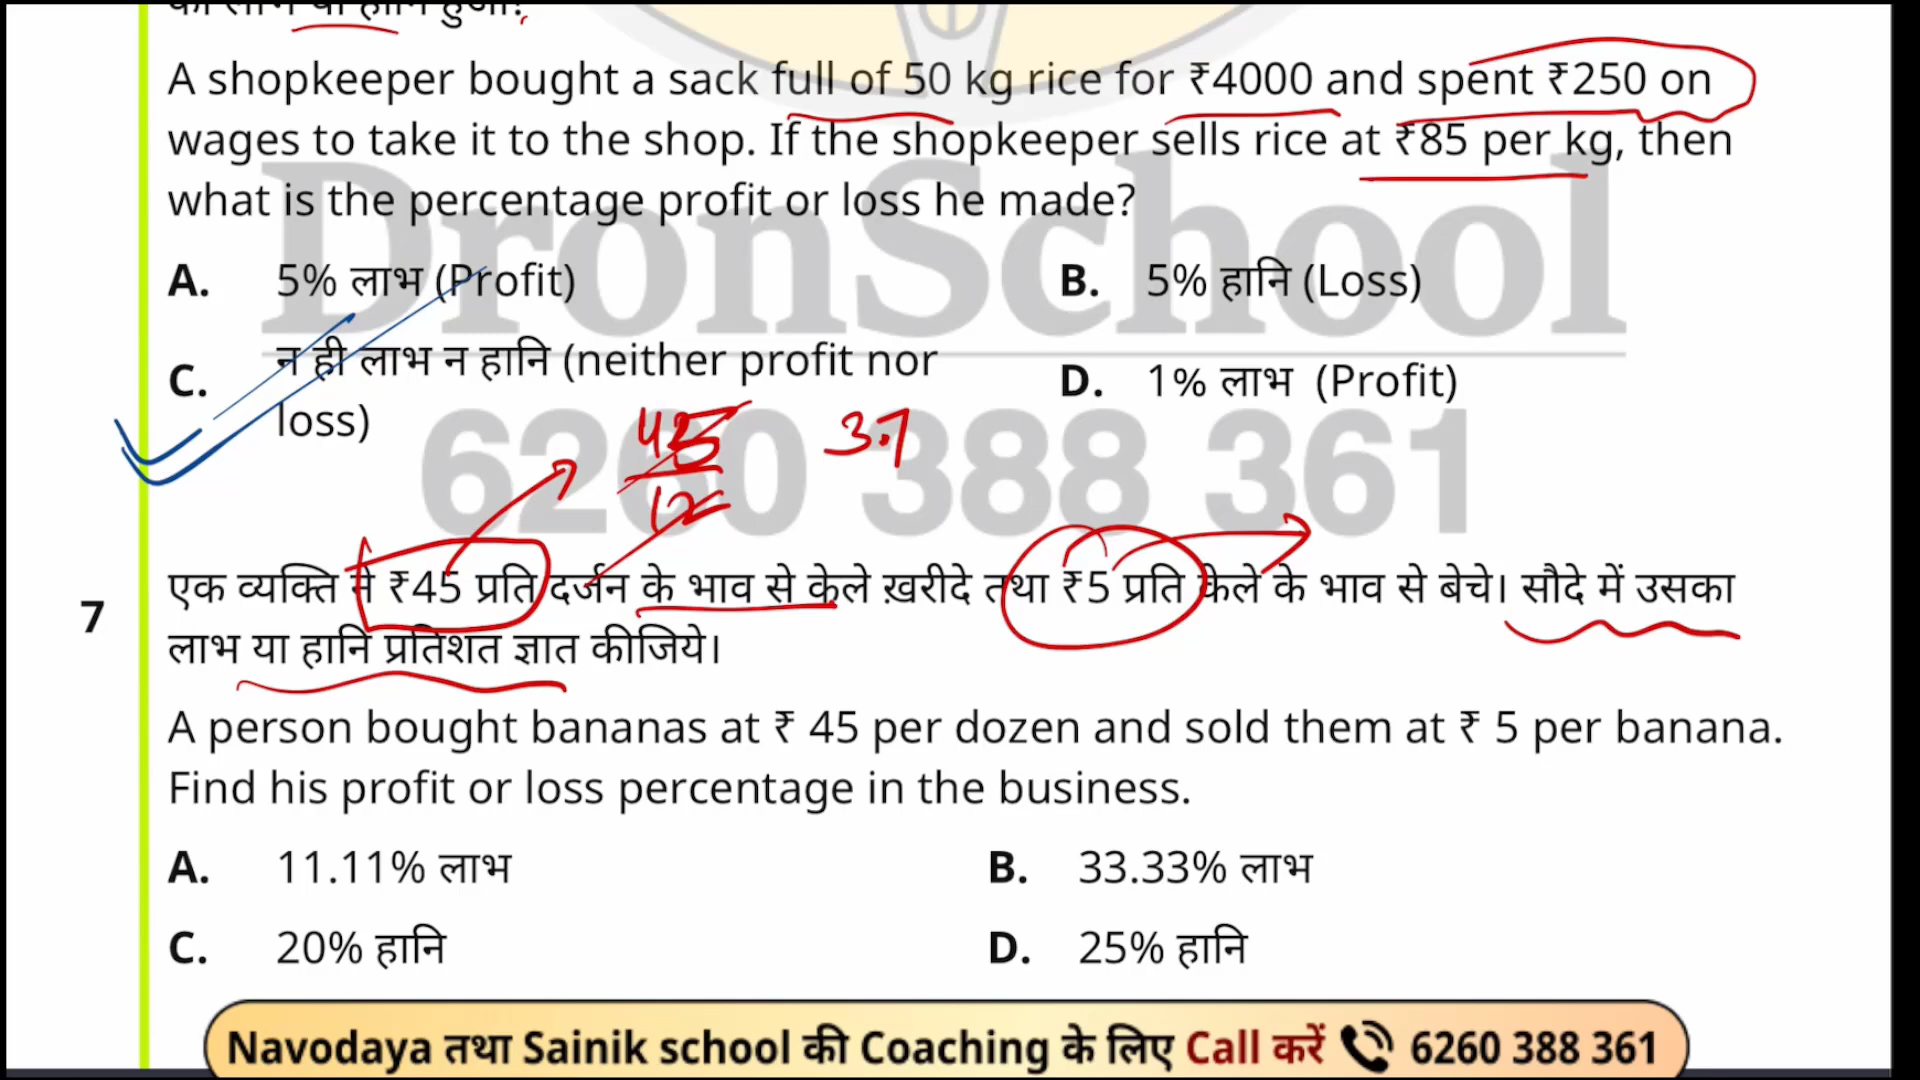 को लाभ या हानि हुआ?
A shopkeeper bought a sack full of 50 kg rice for ₹4000 and spent ₹250 on
wages to take it to the shop. If the shopkeeper sells rice at ₹85 per kg, then
what is the percentage profit or loss he made?
A. 5% लाभ (Profit) B. 5% हानि (Loss)
C. न ही लाभ न हानि (neither profit nor D. 1% लाभ (Profit)
loss)
DronSchool
6260 388 361
45
12
एक व्यक्ति ने ₹45 प्रति दर्जन के भाव से केले ख़रीदे तथा ₹5 प्रति केले के भाव से बेचे। सौदे में उसका
7
लाभ या हानि प्रतिशत ज्ञात कीजिये।
A person bought bananas at ₹ 45 per dozen and sold them at ₹ 5 per banana.
Find his profit or loss percentage in the business.
A. 11.11% लाभ B. 33.33% लाभ
C. 20% हानि D. 25% हानि
Navodaya तथा Sainik school की Coaching के लिए Call करें 6260 388 361